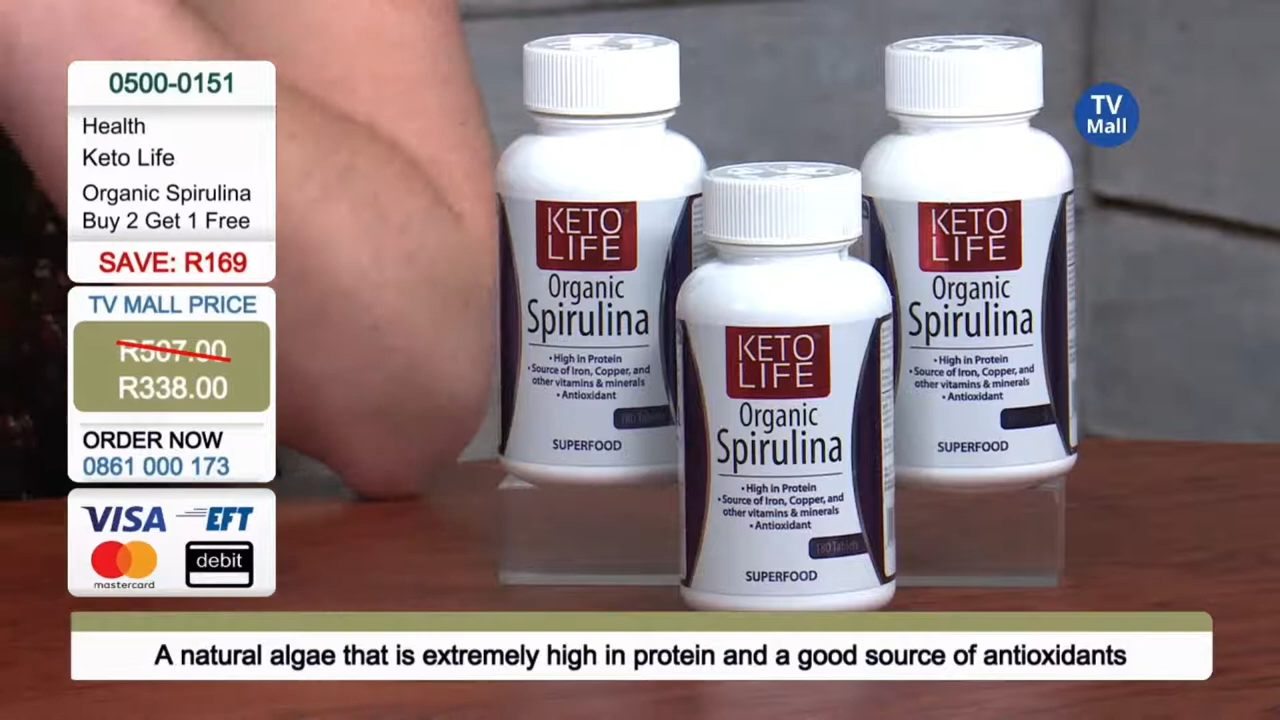 0500-0151
Health
Keto Life
Organic Spirulina
Buy 2 Get 1 Free
SAVE: R169
TV MALL PRICE
R507.00
R338.00
ORDER NOW
0861 000 173
VISA EFT
mastercard debit
KETO
LIFE
Organic
Spirulina
• High in Protein
• Source of Iron, Copper, and
other vitamins & minerals
• Antioxidant
180 Tablets
SUPERFOOD
KETO
LIFE
Organic
Spirulina
• High in Protein
• Source of Iron, Copper, and
other vitamins & minerals
• Antioxidant
180 Tablets
SUPERFOOD
KETO
LIFE
Organic
Spirulina
• High in Protein
• Source of Iron, Copper, and
other vitamins & minerals
• Antioxidant
SUPERFOOD
TV
Mall
A natural algae that is extremely high in protein and a good source of antioxidants